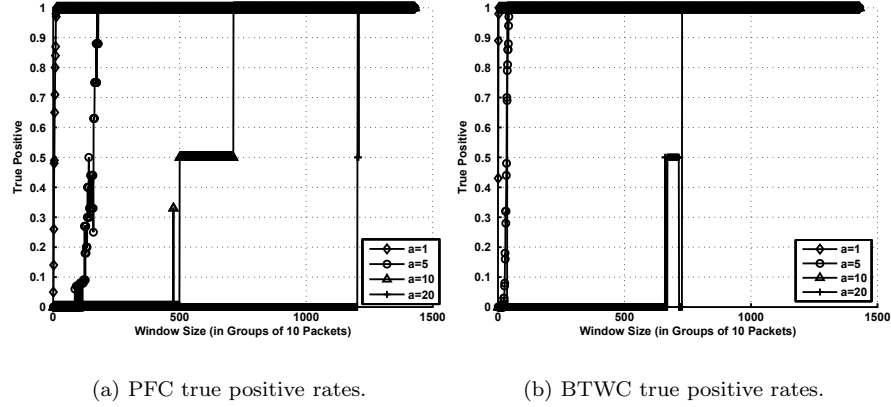 1
0.9
0.8
0.7
0.6
0.5
0.4
0.3
0.2
0.1
0
True Positive
0 500 1000 1500
Window Size (in Groups of 10 Packets)
a=1
a=5
a=10
a=20
(a) PFC true positive rates.
1
0.9
0.8
0.7
0.6
0.5
0.4
0.3
0.2
0.1
0
True Positive
0 500 1000 1500
Window Size (in Groups of 10 Packets)
a=1
a=5
a=10
a=20
(b) BTWC true positive rates.